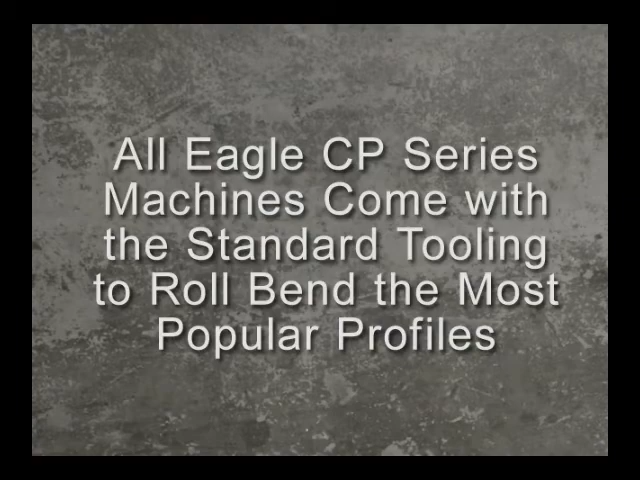 All Eagle CP Series
Machines Come with
the Standard Tooling
to Roll Bend the Most
Popular Profiles